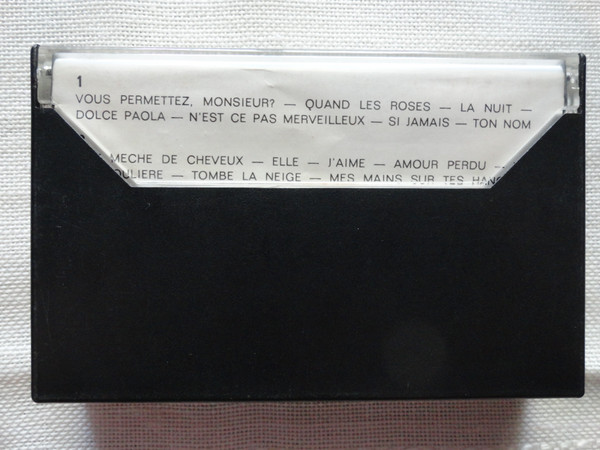 1
VOUS PERMETTEZ, MONSIEUR? — QUAND LES ROSES — LA NUIT —
DOLCE PAOLA — N'EST CE PAS MERVEILLEUX — SI JAMAIS — TON NOM
MECHE DE CHEVEUX — ELLE — J'AIME — AMOUR PERDU —
TOMBE LA NEIGE — MES MAINS SUR TES